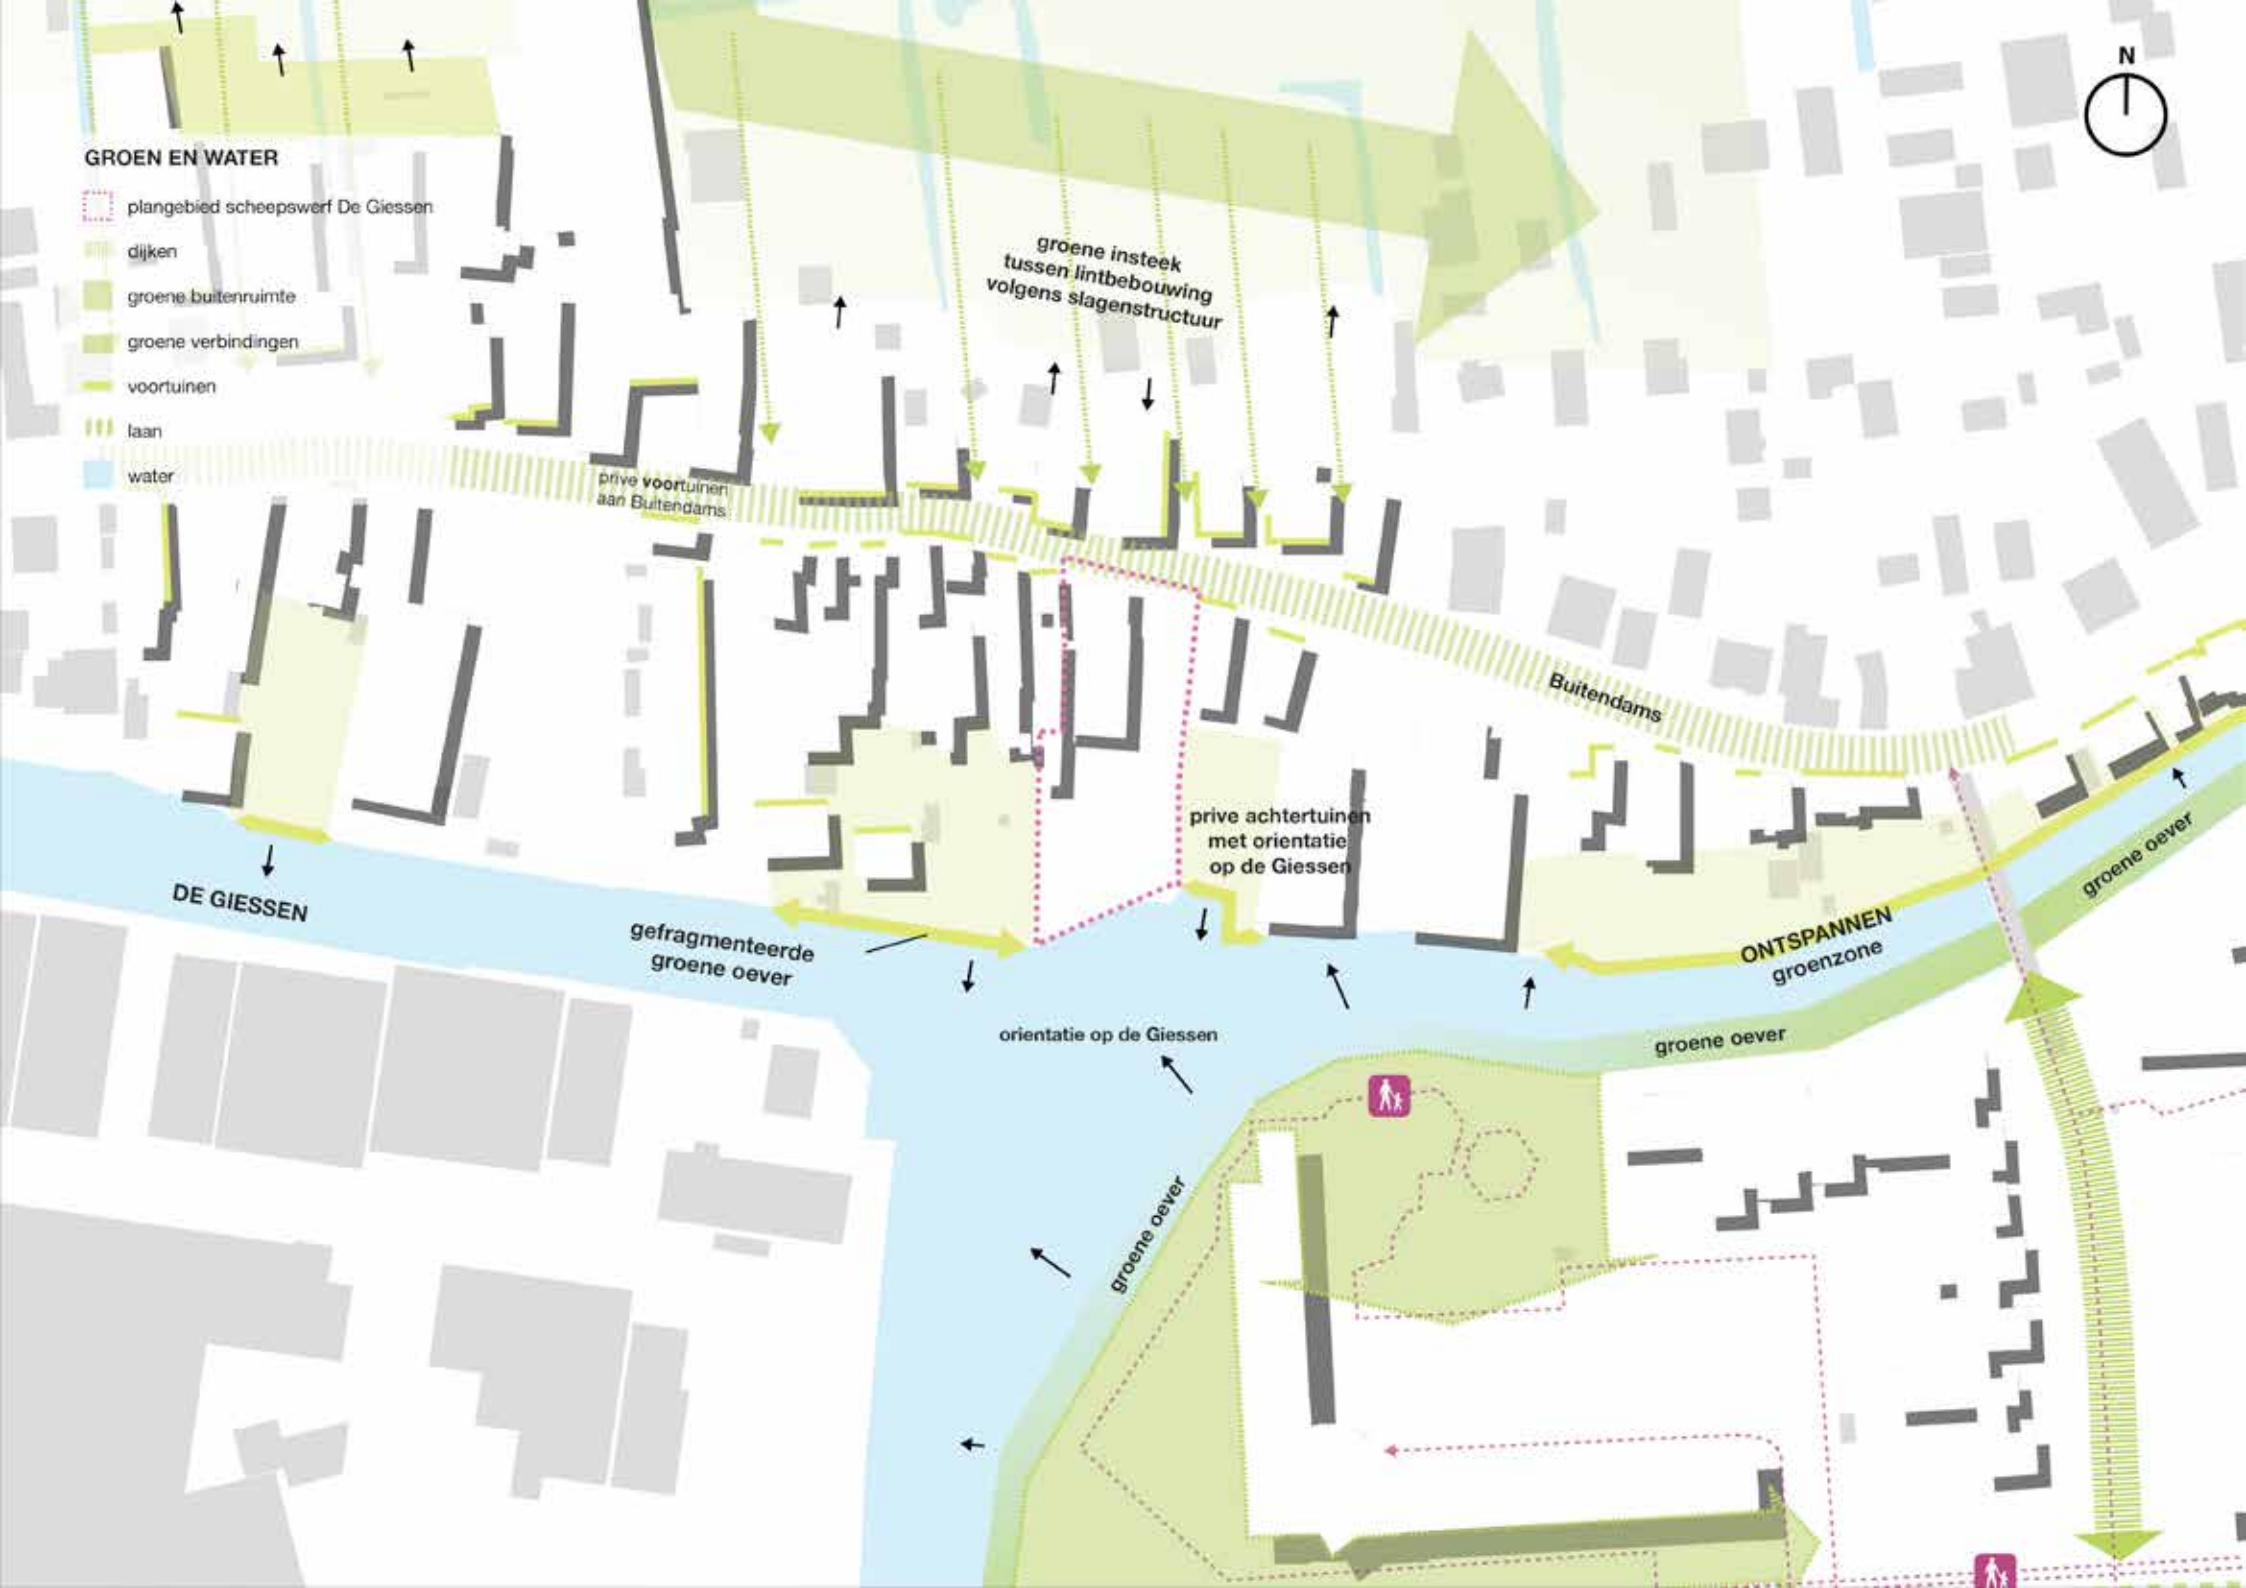 N
GROEN EN WATER
plangebied scheepswerf De Giessen
dijken
groene buitenruimte
groene verbindingen
voortuinen
laan
water
groene insteek
tussen lintbebouwing
volgens slagenstructuur
prive voortuinen
aan Buitendams
Buitendams
prive achtertuinen
met orientatie
op de Giessen
DE GIESSEN
gefragmenteerde
groene oever
ONTSPANNEN
groenzone
groene oever
orientatie op de Giessen
groene oever
groene oever